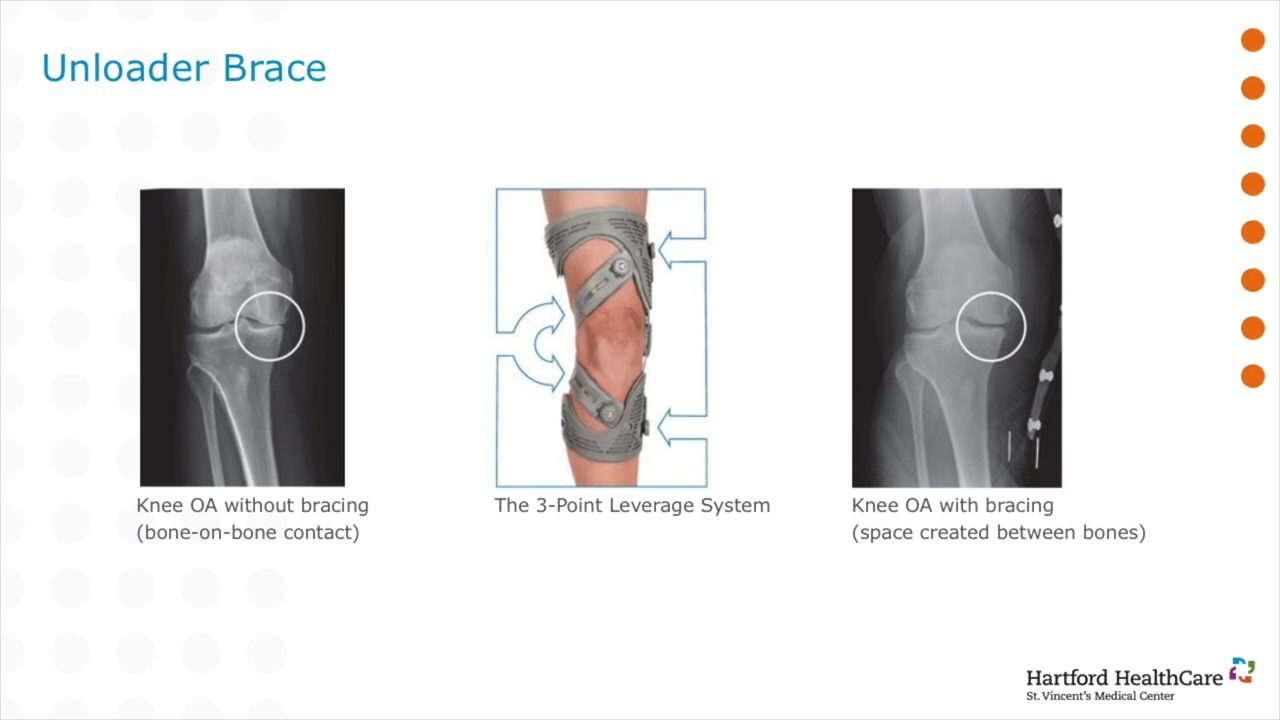 Unloader Brace
Knee OA without bracing
(bone-on-bone contact)
The 3-Point Leverage System
Knee OA with bracing
(space created between bones)
Hartford HealthCare
St. Vincent's Medical Center